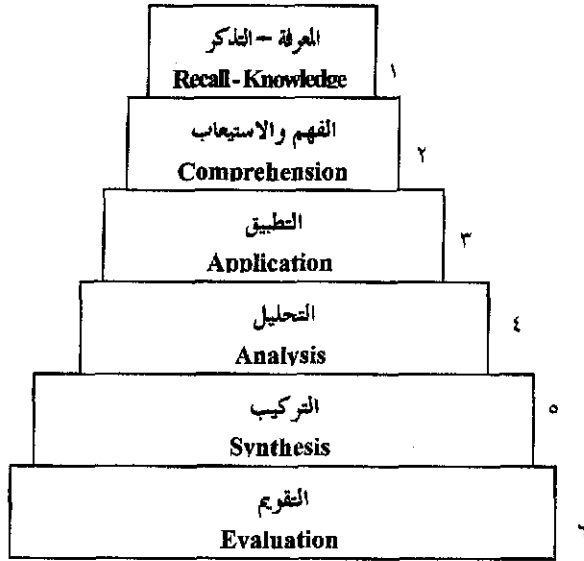 المعرفة – التذكر
Recall - Knowledge
١
الفهم والاستيعاب
Comprehension
٢
التطبيق
Application
٣
التحليل
Analysis
٤
التركيب
Synthesis
٥
التقويم
Evaluation